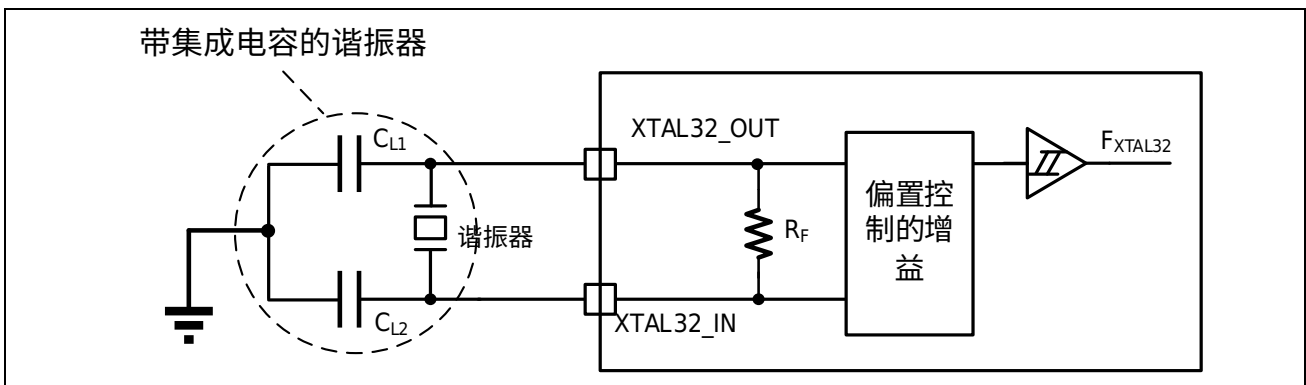 带集成电容的谐振器
CL1
XTAL32_OUT
FXTAL32
谐振器
RF
偏置控
制的增
益
CL2
XTAL32_IN